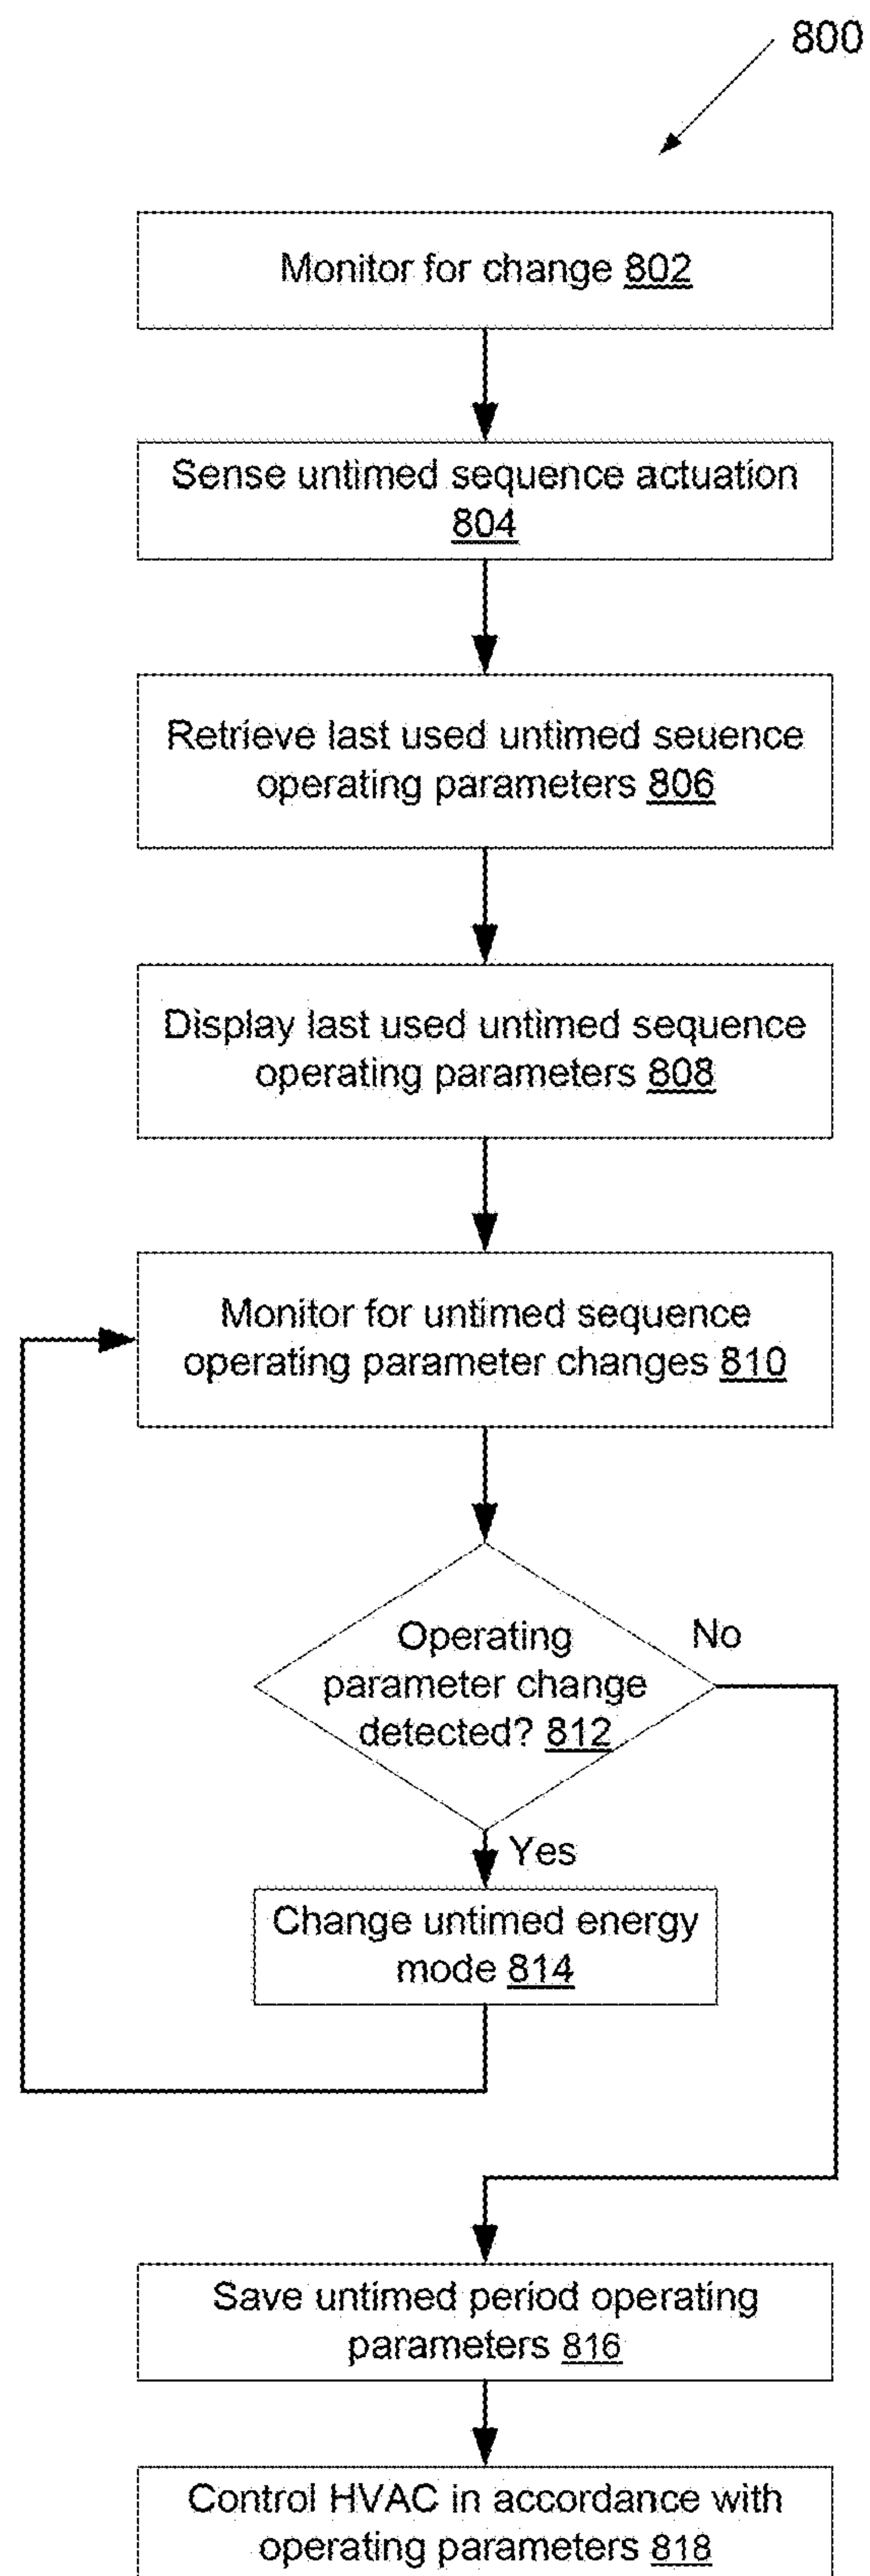 800
Monitor for change 802
Sense untimed sequence actuation
804
Retrieve last used untimed seuence
operating parameters 806
Display last used untimed sequence
operating parameters 808
Monitor for untimed sequence
operating parameter changes 810
Operating
parameter change
detected? 812
No
Yes
Change untimed energy
mode 814
Save untimed period operating
parameters 816
Control HVAC in accordance with
operating parameters 818